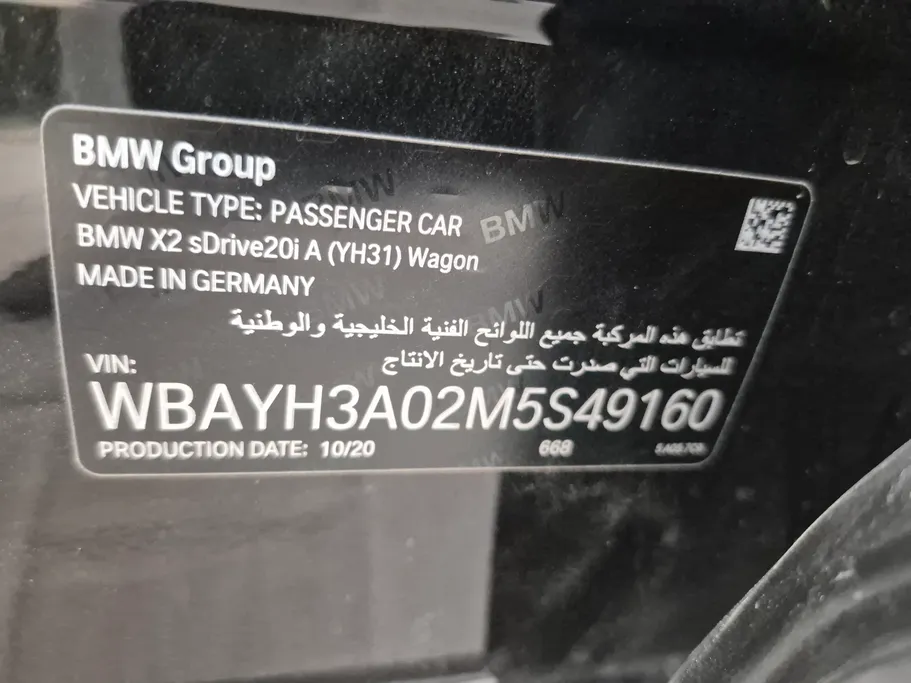 BMW Group
VEHICLE TYPE: PASSENGER CAR
BMW X2 sDrive20i A (YH31) Wagon
MADE IN GERMANY
تطابق هذه المركبة جميع اللوائح الفنية الخليجية والوطنية
للسيارات التي صدرت حتى تاريخ الانتاج
VIN:
WBAYH3A02M5S49160
PRODUCTION DATE: 10/20 668